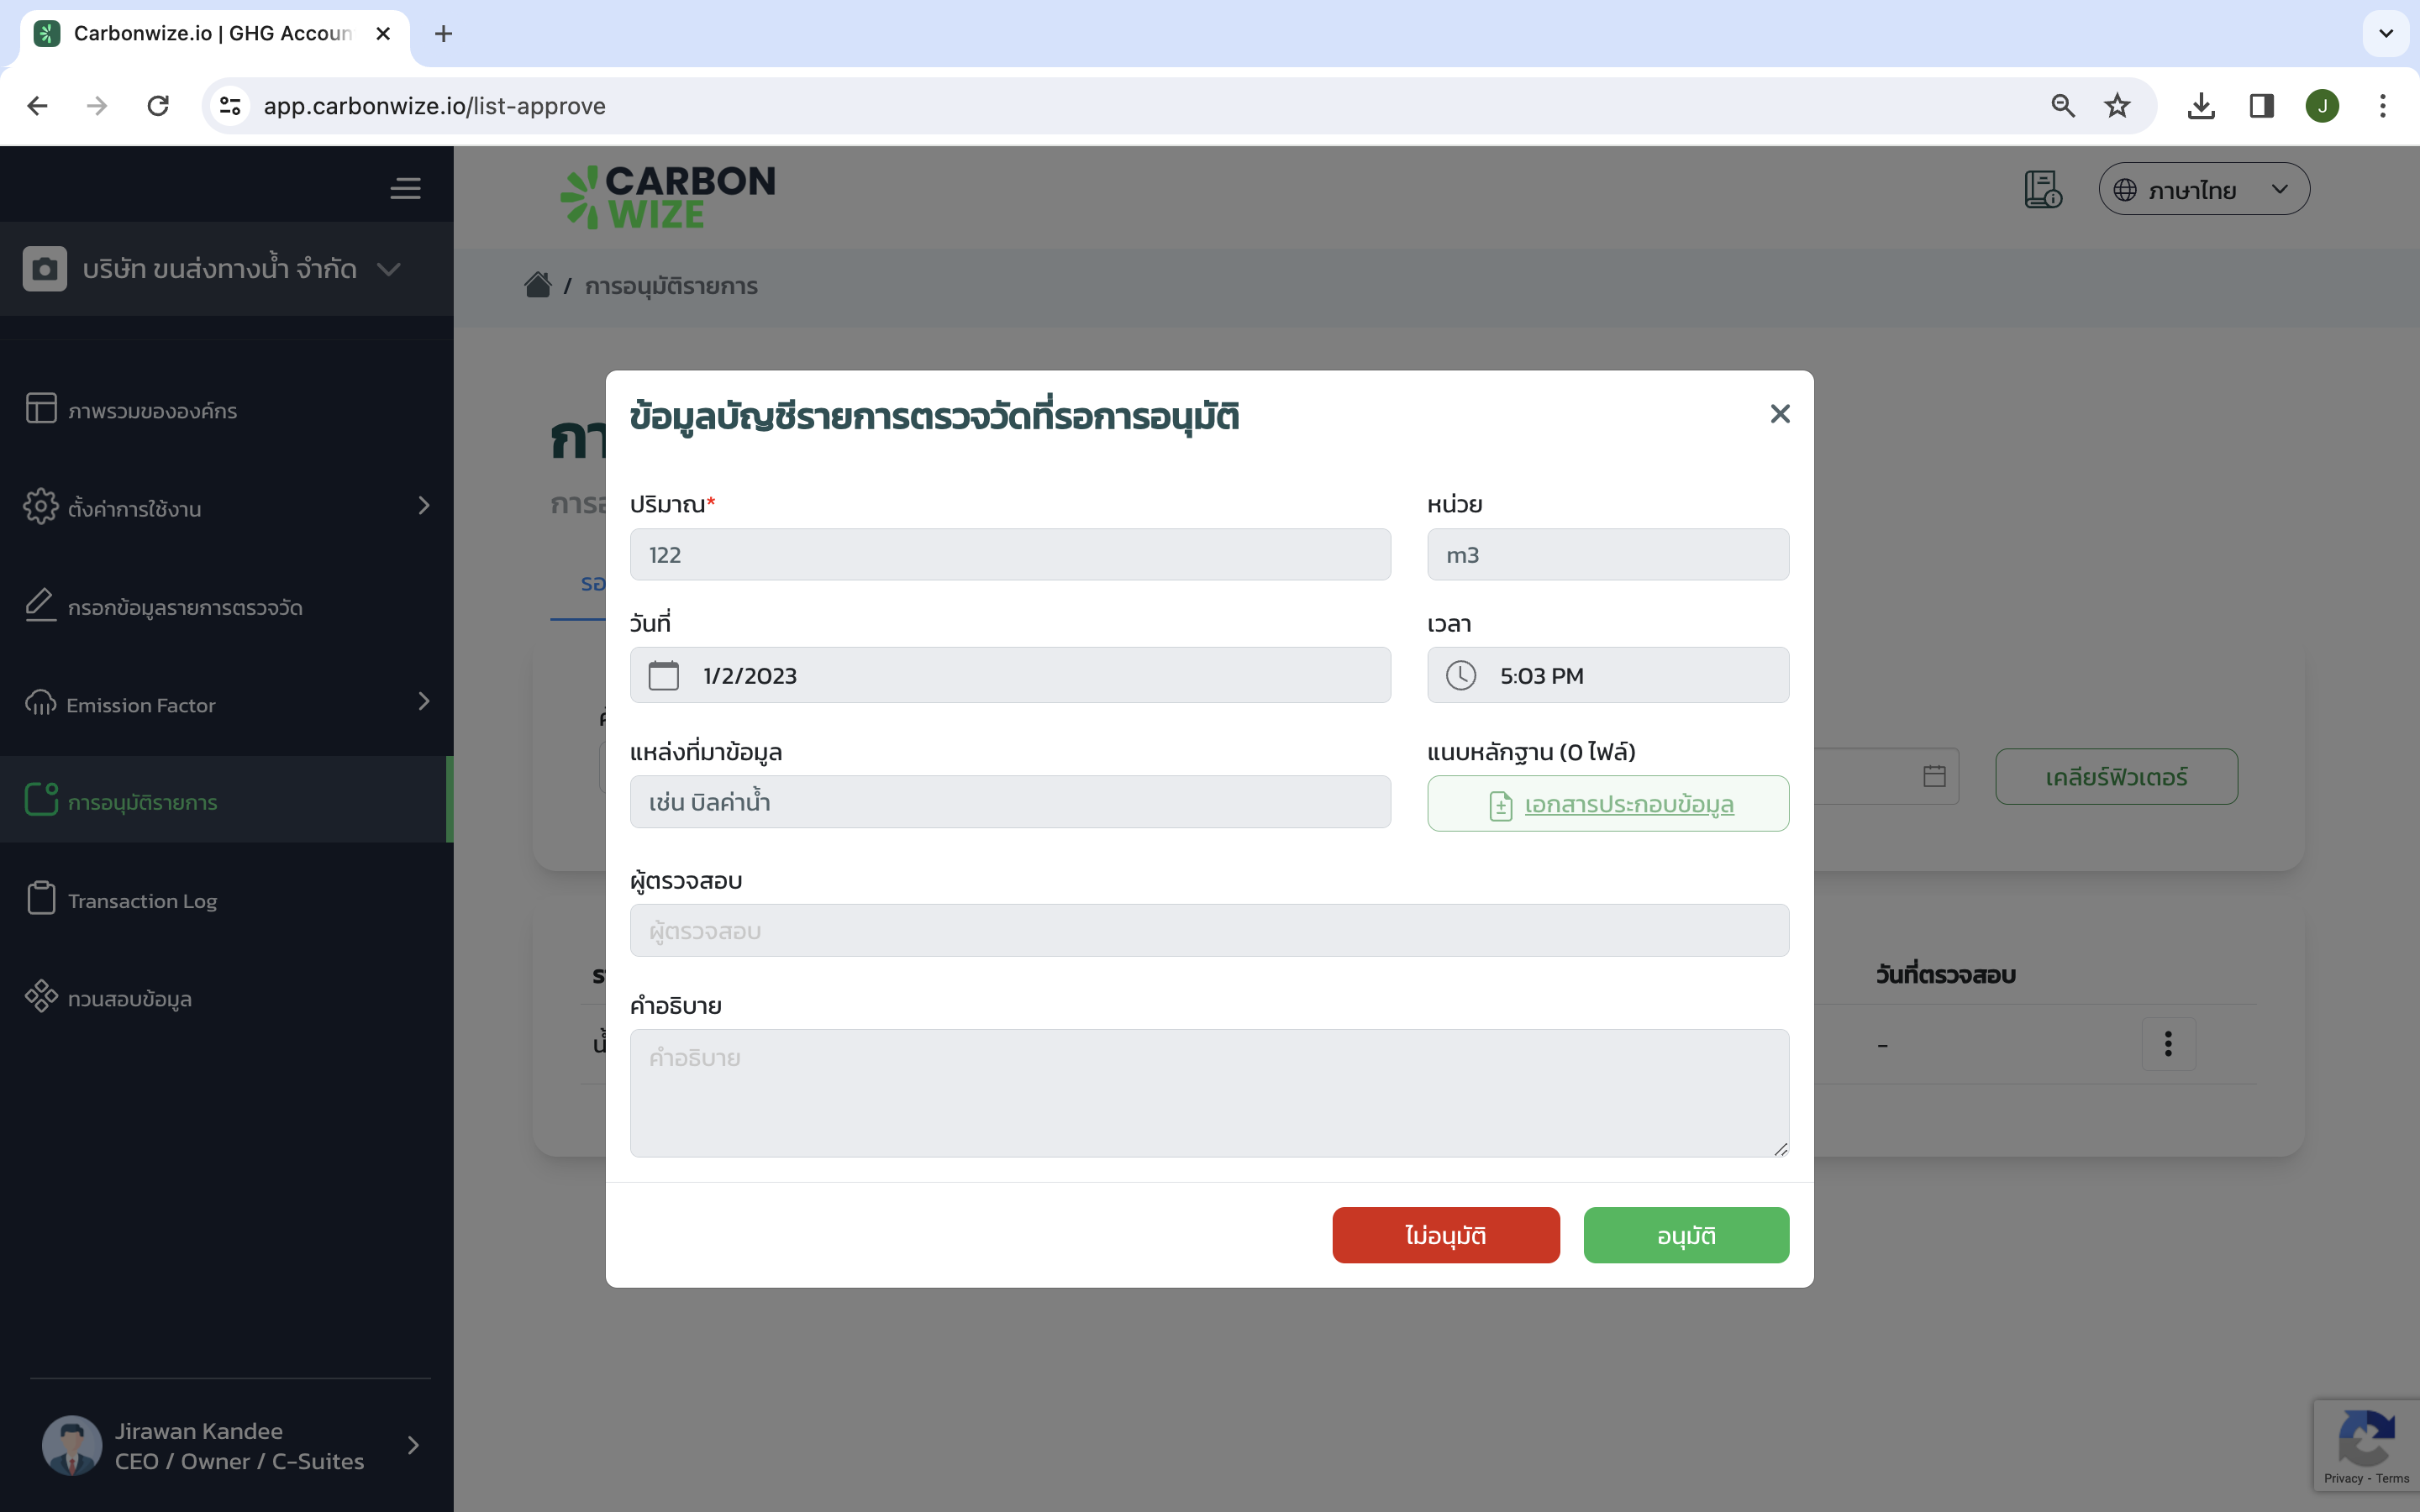 Carbonwize.io | GHG Accoun
app.carbonwize.io/list-approve
J
CARBON
WIZE
ภาษาไทย
บริษัท ขนส่งทางน้ำ จำกัด
/ การอนุมัติรายการ
ภาพรวมขององค์กร
ตั้งค่าการใช้งาน
กรอกข้อมูลรายการตรวจวัด
Emission Factor
การอนุมัติรายการ
Transaction Log
ทวนสอบข้อมูล
Jirawan Kandee
CEO / Owner / C-Suites
ข้อมูลบัญชีรายการตรวจวัดที่รอการอนุมัติ
ปริมาณ*
หน่วย
122
m3
วันที่
เวลา
1/2/2023
5:03 PM
แหล่งที่มาข้อมูล
แนบหลักฐาน (0 ไฟล์)
เช่น บิลค่าน้ำ
เอกสารประกอบข้อมูล
เคลียร์ฟิวเตอร์
ผู้ตรวจสอบ
ผู้ตรวจสอบ
วันที่ตรวจสอบ
คำอธิบาย
คำอธิบาย
-
ไม่อนุมัติ
อนุมัติ
Privacy - Terms